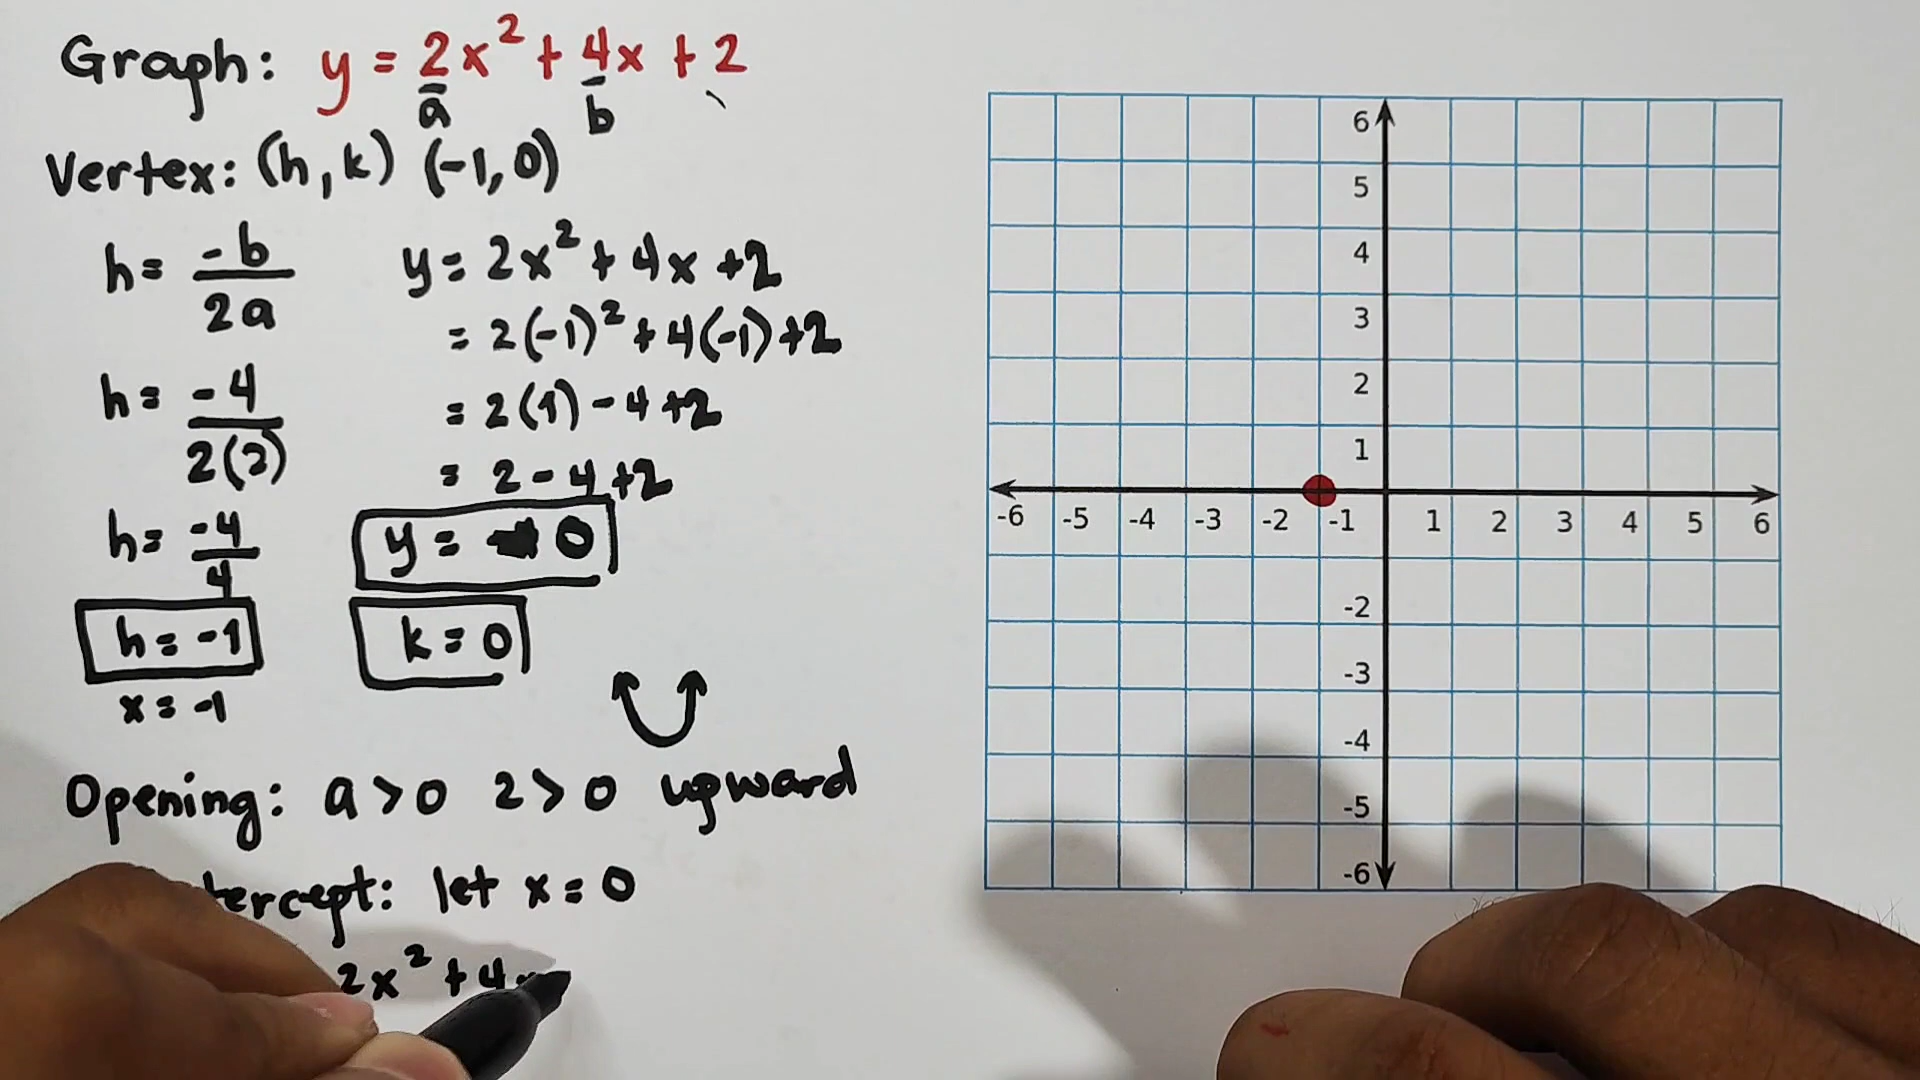 Graph: y = 2x² + 4x + 2
a b
Vertex: (h, k) (-1, 0)
h = -b/2a
y = 2x² + 4x + 2
= 2(-1)² + 4(-1) + 2
h = -4/2(2)
= 2(1) - 4 + 2
= 2 - 4 + 2
h = -4/4
y = 0
h = -1
k = 0
x = -1
Opening: a > 0 2 > 0 upward
let x = 0
2x² + 4
6
5
4
3
2
1
-6 -5 -4 -3 -2 -1 1 2 3 4 5 6
-2
-3
-4
-5
-6